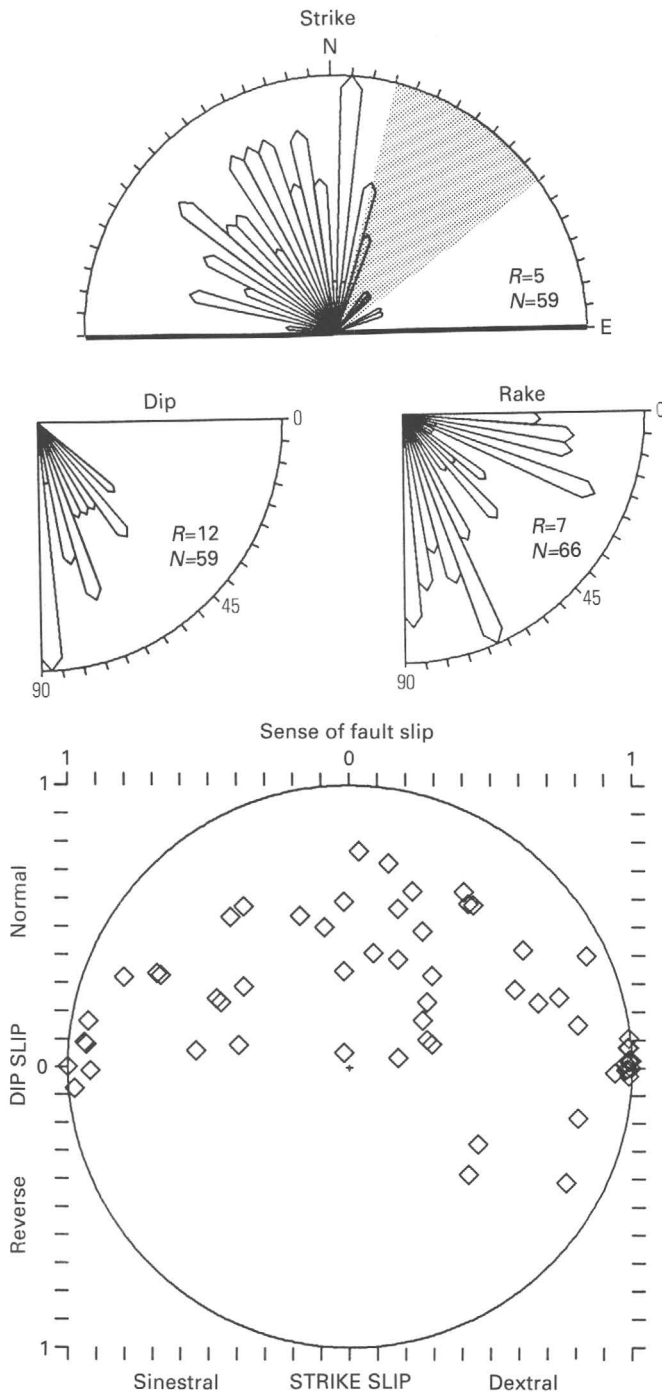 Strike
N
R=5
N=59
E
Dip
0
R=12
N=59
45
90
Rake
0
R=7
N=66
45
90
Sense of fault slip
1
0
1
1
Normal
DIP SLIP
0
Reverse
1
Sinestral
STRIKE SLIP
Dextral